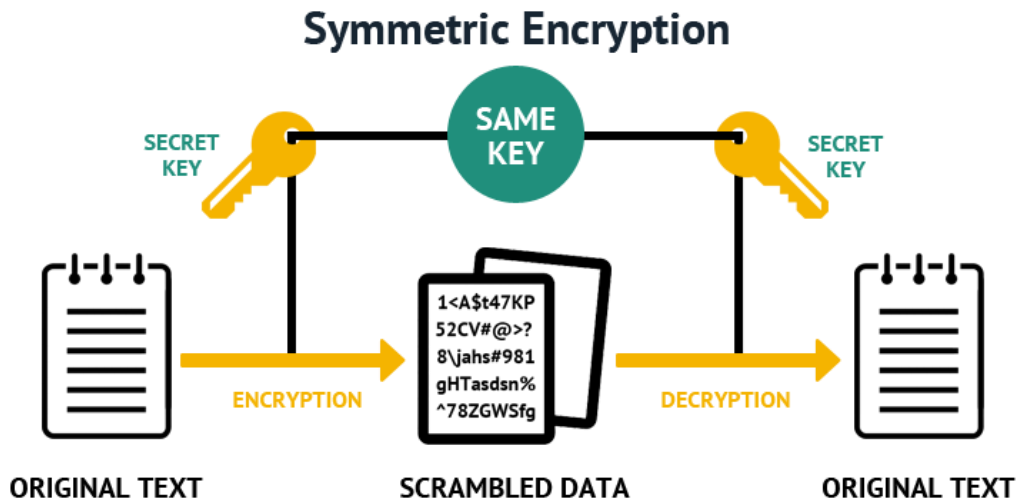 Symmetric Encryption
SAME
KEY
SECRET
KEY
SECRET
KEY
1<A$t47KP
52CV#@>?
8\jahs#981
gHTasdsn%
^78ZGWSfg
ENCRYPTION
DECRYPTION
ORIGINAL TEXT
SCRAMBLED DATA
ORIGINAL TEXT